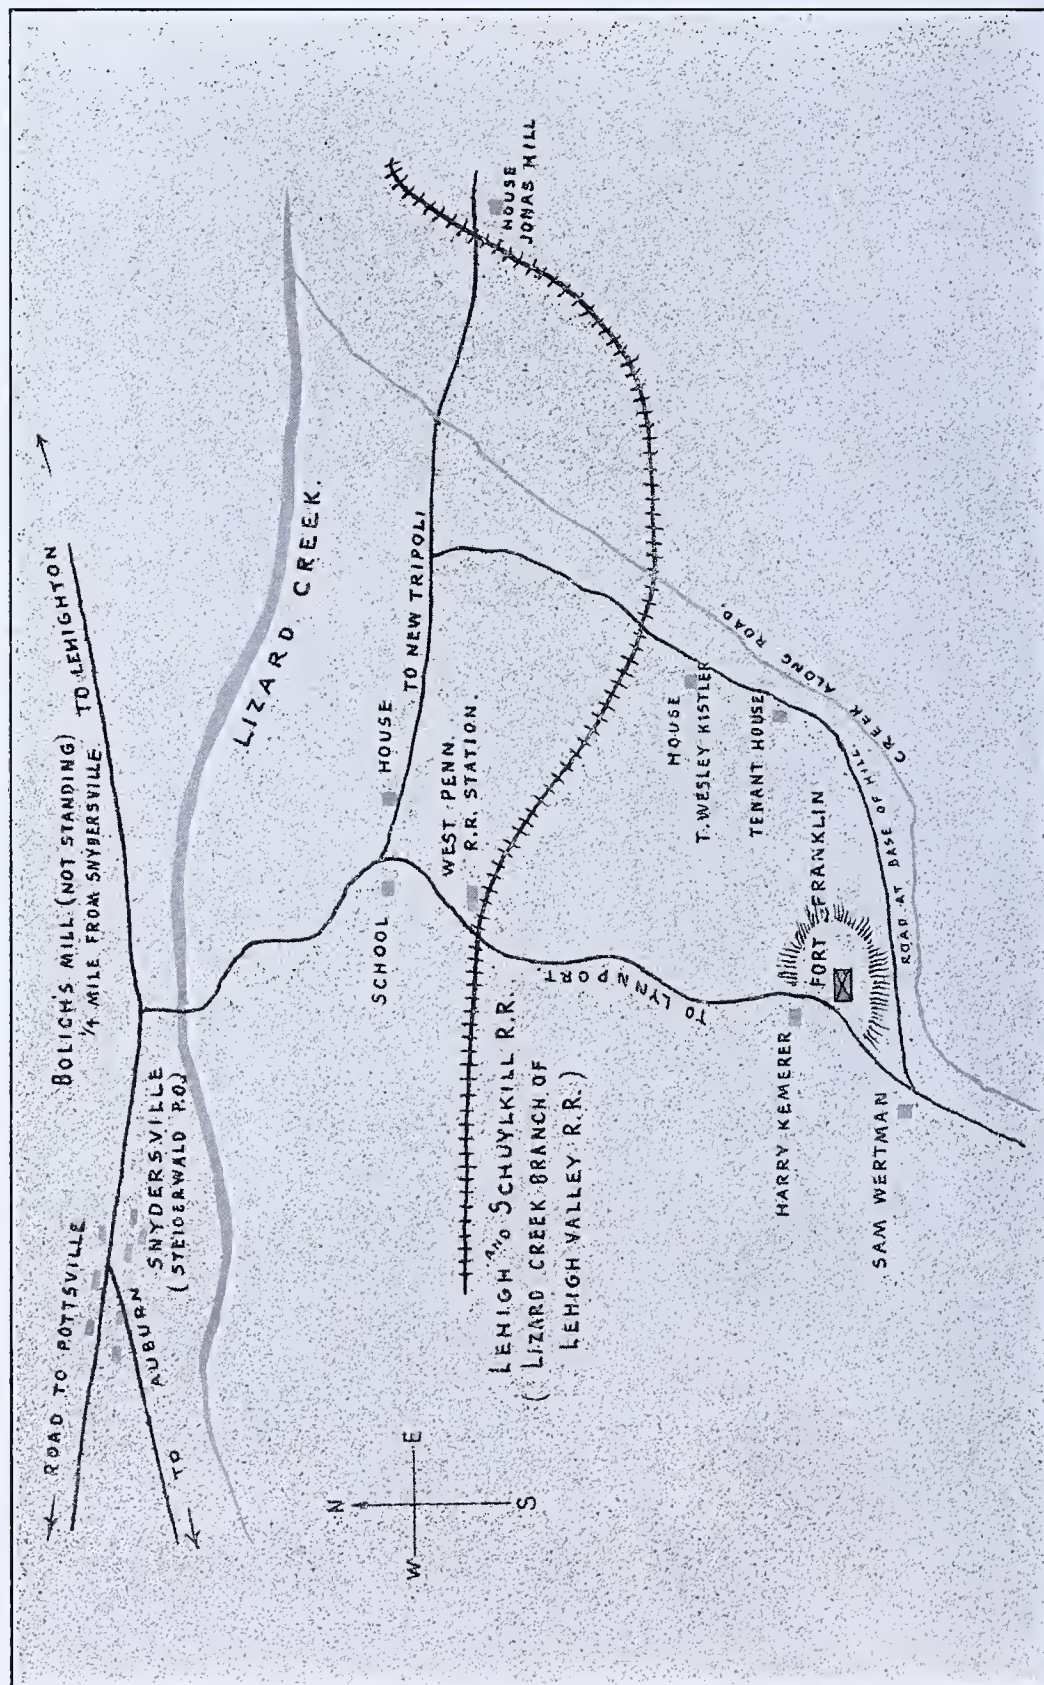 BOLICH'S MILL (NOT STANDING)
1/4 MILE FROM SNYDERSVILLE.
TO LEHIGHTON
ROAD TO POTTSVILLE
SNYDERSVILLE
(STEIGERWALD P.O.)
TO AUBURN
LIZARD CREEK.
SCHOOL
HOUSE
TO NEW TRIPOLI
WEST PENN.
R.R. STATION.
HOUSE
JONAS MILL
TO LYNNPORT
LEHIGH AND SCHUYLKILL R.R.
(LIZARD CREEK BRANCH OF
LEHIGH VALLEY R.R.)
N
W
E
S
HOUSE
T. WESLEY KISTLER
TENANT HOUSE
CREEK ALONG ROAD.
FORT FRANKLIN
ROAD AT BASE OF HILL
HARRY KEMERER
SAM WERTMAN